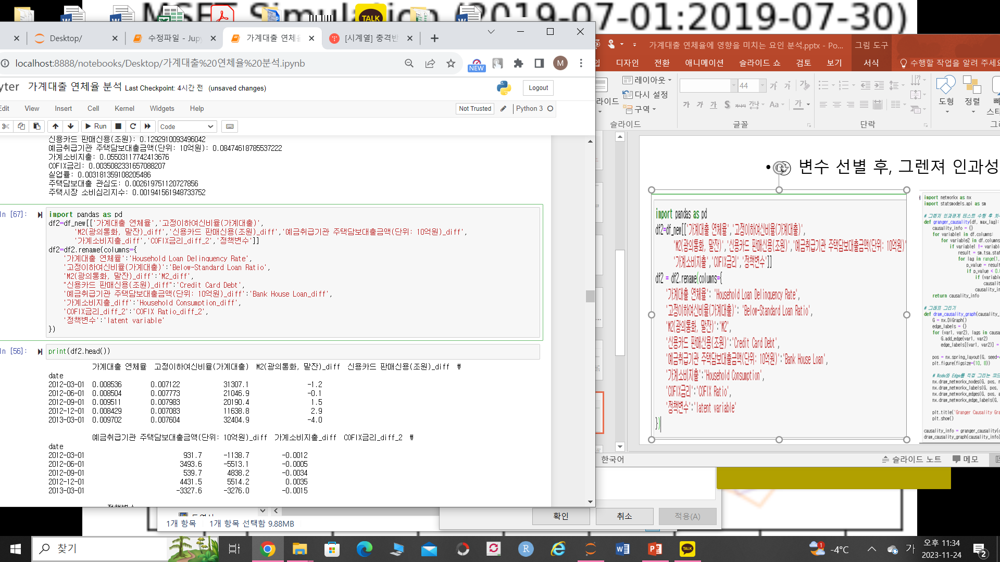 MSET Simulation (2019-07-01:2019-07-30)
TALK
Desktop/
수정파일 - Jup
가계대출 연체율
[시계열] 충격반
localhost:8888/notebooks/Desktop/가계대출%20연체율%20분석.ipynb
NEW
M
yter 가계대출 연체율 분석 Last Checkpoint: 4시간 전 (unsaved changes)
Logout
Edit View Insert Cell Kernel Widgets Help
Not Trusted
Python 3
Run
Code
신용카드 판매신용(조원): 0.1292910093496042
예금취급기관 주택담보대출금액(단위: 10억원): 0.08474618785537222
가계소비지출: 0.05503117742413676
COFIX금리: 0.0035082331657088207
실업률: 0.003181359108205486
주택담보대출 관심도: 0.002619751120727856
주택시장 소비심리지수: 0.001941561948733752
In [67]:
import pandas as pd
df2=df_new[['가계대출 연체율','고정이하여신비율(가계대출)',
'M2(광의통화, 말잔)_diff','신용카드 판매신용(조원)_diff','예금취급기관 주택담보대출금액(단위: 10억원)_diff',
'가계소비지출_diff','COFIX금리_diff_2','정책변수']]
df2=df2.rename(columns={
'가계대출 연체율':'Household Loan Delinquency Rate',
'고정이하여신비율(가계대출)':'Below-Standard Loan Ratio',
'M2(광의통화, 말잔)_diff':'M2_diff',
"신용카드 판매신용(조원)_diff":'Credit Card Debt',
'예금취급기관 주택담보대출금액(단위: 10억원)_diff':'Bank House Loan_diff',
'가계소비지출_diff':'Household Consumption_diff',
'COFIX금리_diff_2':'COFIX Ratio_diff_2',
'정책변수':'latent variable'
})
In [56]:
print(df2.head())
가계대출 연체율 고정이하여신비율(가계대출) M2(광의통화, 말잔)_diff 신용카드 판매신용(조원)_diff ₩
date
2012-03-01 0.008536 0.007122 31307.1 -1.2
2012-06-01 0.008504 0.007773 21046.9 -0.1
2012-09-01 0.009511 0.007983 20190.4 1.5
2012-12-01 0.008429 0.007083 11638.8 2.9
2013-03-01 0.009702 0.007604 32404.9 -4.0
예금취급기관 주택담보대출금액(단위: 10억원)_diff 가계소비지출_diff COFIX금리_diff_2 ₩
date
2012-03-01 931.7 -1138.7 -0.0012
2012-06-01 3493.6 -5513.1 -0.0005
2012-09-01 539.7 4838.2 -0.0034
2012-12-01 4431.5 5514.2 0.0035
2013-03-01 -3327.6 -3276.0 -0.0015
가계대출 연체율에 영향을 미치는 요인 분석.pptx - Po...
그림 도구
디자인 전환 애니메이션 슬라이드 쇼 검토 보기 서식 수행할 작업을 알려 주세요
라이드
레이아웃
다시 설정
구역
슬라이드
44
가 가 가 S
Aa
가
글꼴
단락
도형
정렬
• 변수 선별 후, 그렌져 인과성
import pandas as pd
df2=df_new[['가계대출 연체율','고정이하여신비율(가계대출)',
'M2(광의통화, 말잔)','신용카드 판매신용(조원)','예금취급기관 주택담보대출금액(단위: 10억원)'
'가계소비지출','COFIX금리','정책변수']]
df2 = df2.rename(columns={
'가계대출 연체율': 'Household Loan Delinquency Rate',
'고정이하여신비율(가계대출)': 'Below-Standard Loan Ratio',
'M2(광의통화, 말잔)':'M2',
'신용카드 판매신용(조원)':'Credit Card Debt',
'예금취급기관 주택담보대출금액(단위: 10억원)':'Bank House Loan',
'가계소비지출':'Household Consumption',
'COFIX금리':'COFIX Ratio',
'정책변수':'latent variable'
})
import networkx as nx
import statsmodels.api as sm
# 그렌저 인과관계 테스트 수행 후 차
def granger_causality(df, max_lag):
causality_info = {}
for variable1 in df.columns:
for variable2 in df.columns
if variable1 != variabl
result = sm.tsa.stat
for lag in range(1,
p_value = result
if p_value < 0.0
if (variable
causali
causality_in
return causality_info
# 그래프 그리기
def draw_causality_graph(causality_
G = nx.DiGraph()
edge_labels = {}
for (var1, var2), lags in causa
G.add_edge(var1, var2)
edge_labels[(var1, var2)] =
pos = nx.spring_layout(G, seed=4
plt.figure(figsize=(10, 8))
# Node와 Edge를 직접 그리는 코드
nx.draw_networkx_nodes(G, pos, n
nx.draw_networkx_labels(G, pos,
nx.draw_networkx_edges(G, pos, a
nx.draw_networkx_edge_labels(G,
plt.title('Granger Causality Gra
plt.show()
causality_info = granger_causality(d
draw_causality_graph(causality_info)
한국어
슬라이드 노트
메모
확인
취소
적용(A)
1개 항목 1개 항목 선택함 9.88MB
찾기
R
TALK
1
-4°C
가
오후 11:34
2023-11-24
2